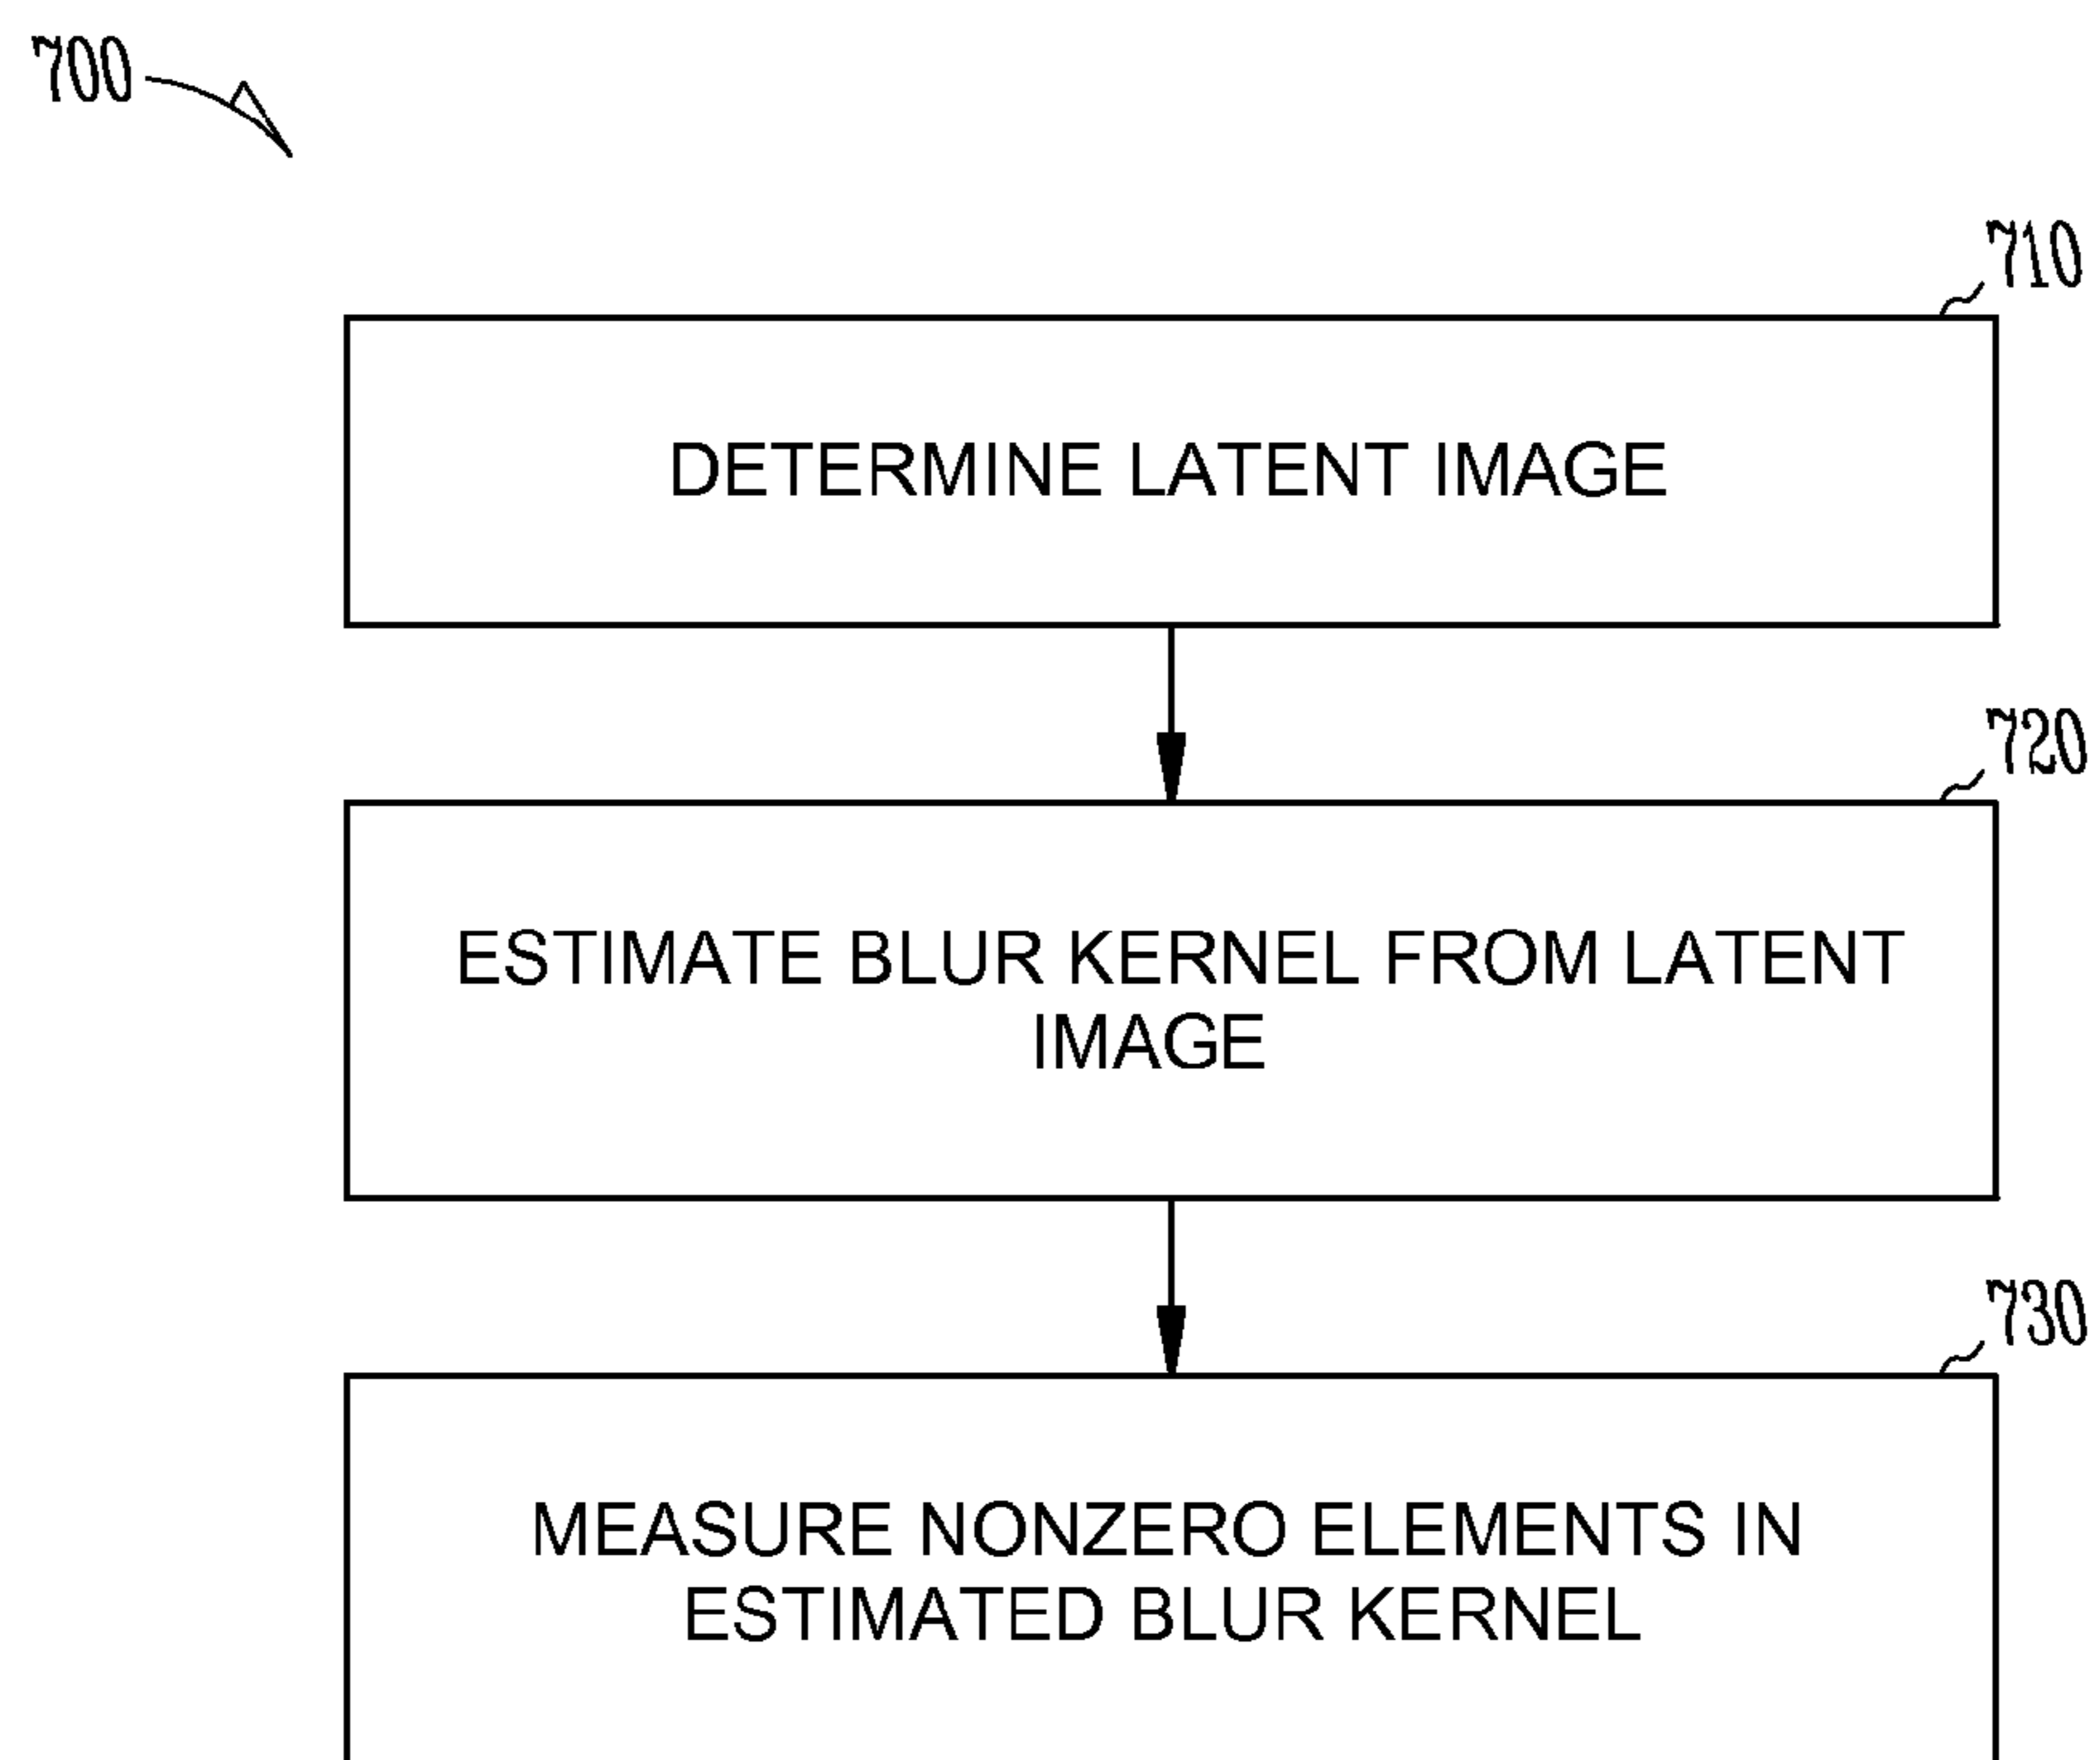 700
710
DETERMINE LATENT IMAGE
720
ESTIMATE BLUR KERNEL FROM LATENT
IMAGE
730
MEASURE NONZERO ELEMENTS IN
ESTIMATED BLUR KERNEL